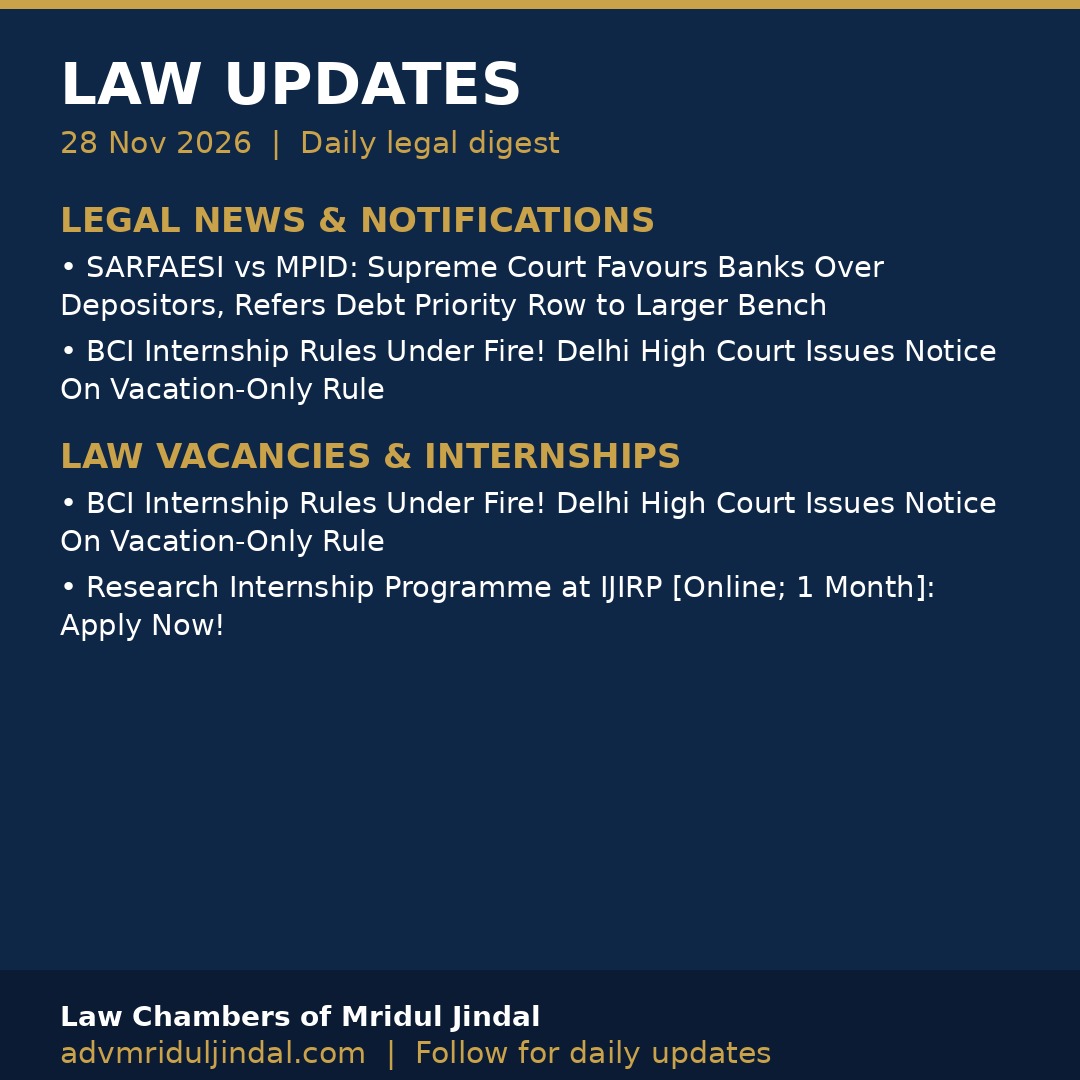 LAW UPDATES
28 Nov 2026 | Daily legal digest
LEGAL NEWS & NOTIFICATIONS
• SARFAESI vs MPID: Supreme Court Favours Banks Over
Depositors, Refers Debt Priority Row to Larger Bench
• BCI Internship Rules Under Fire! Delhi High Court Issues Notice
On Vacation-Only Rule
LAW VACANCIES & INTERNSHIPS
• BCI Internship Rules Under Fire! Delhi High Court Issues Notice
On Vacation-Only Rule
• Research Internship Programme at IJIRP [Online; 1 Month]:
Apply Now!
Law Chambers of Mridul Jindal
advmriduljindal.com | Follow for daily updates